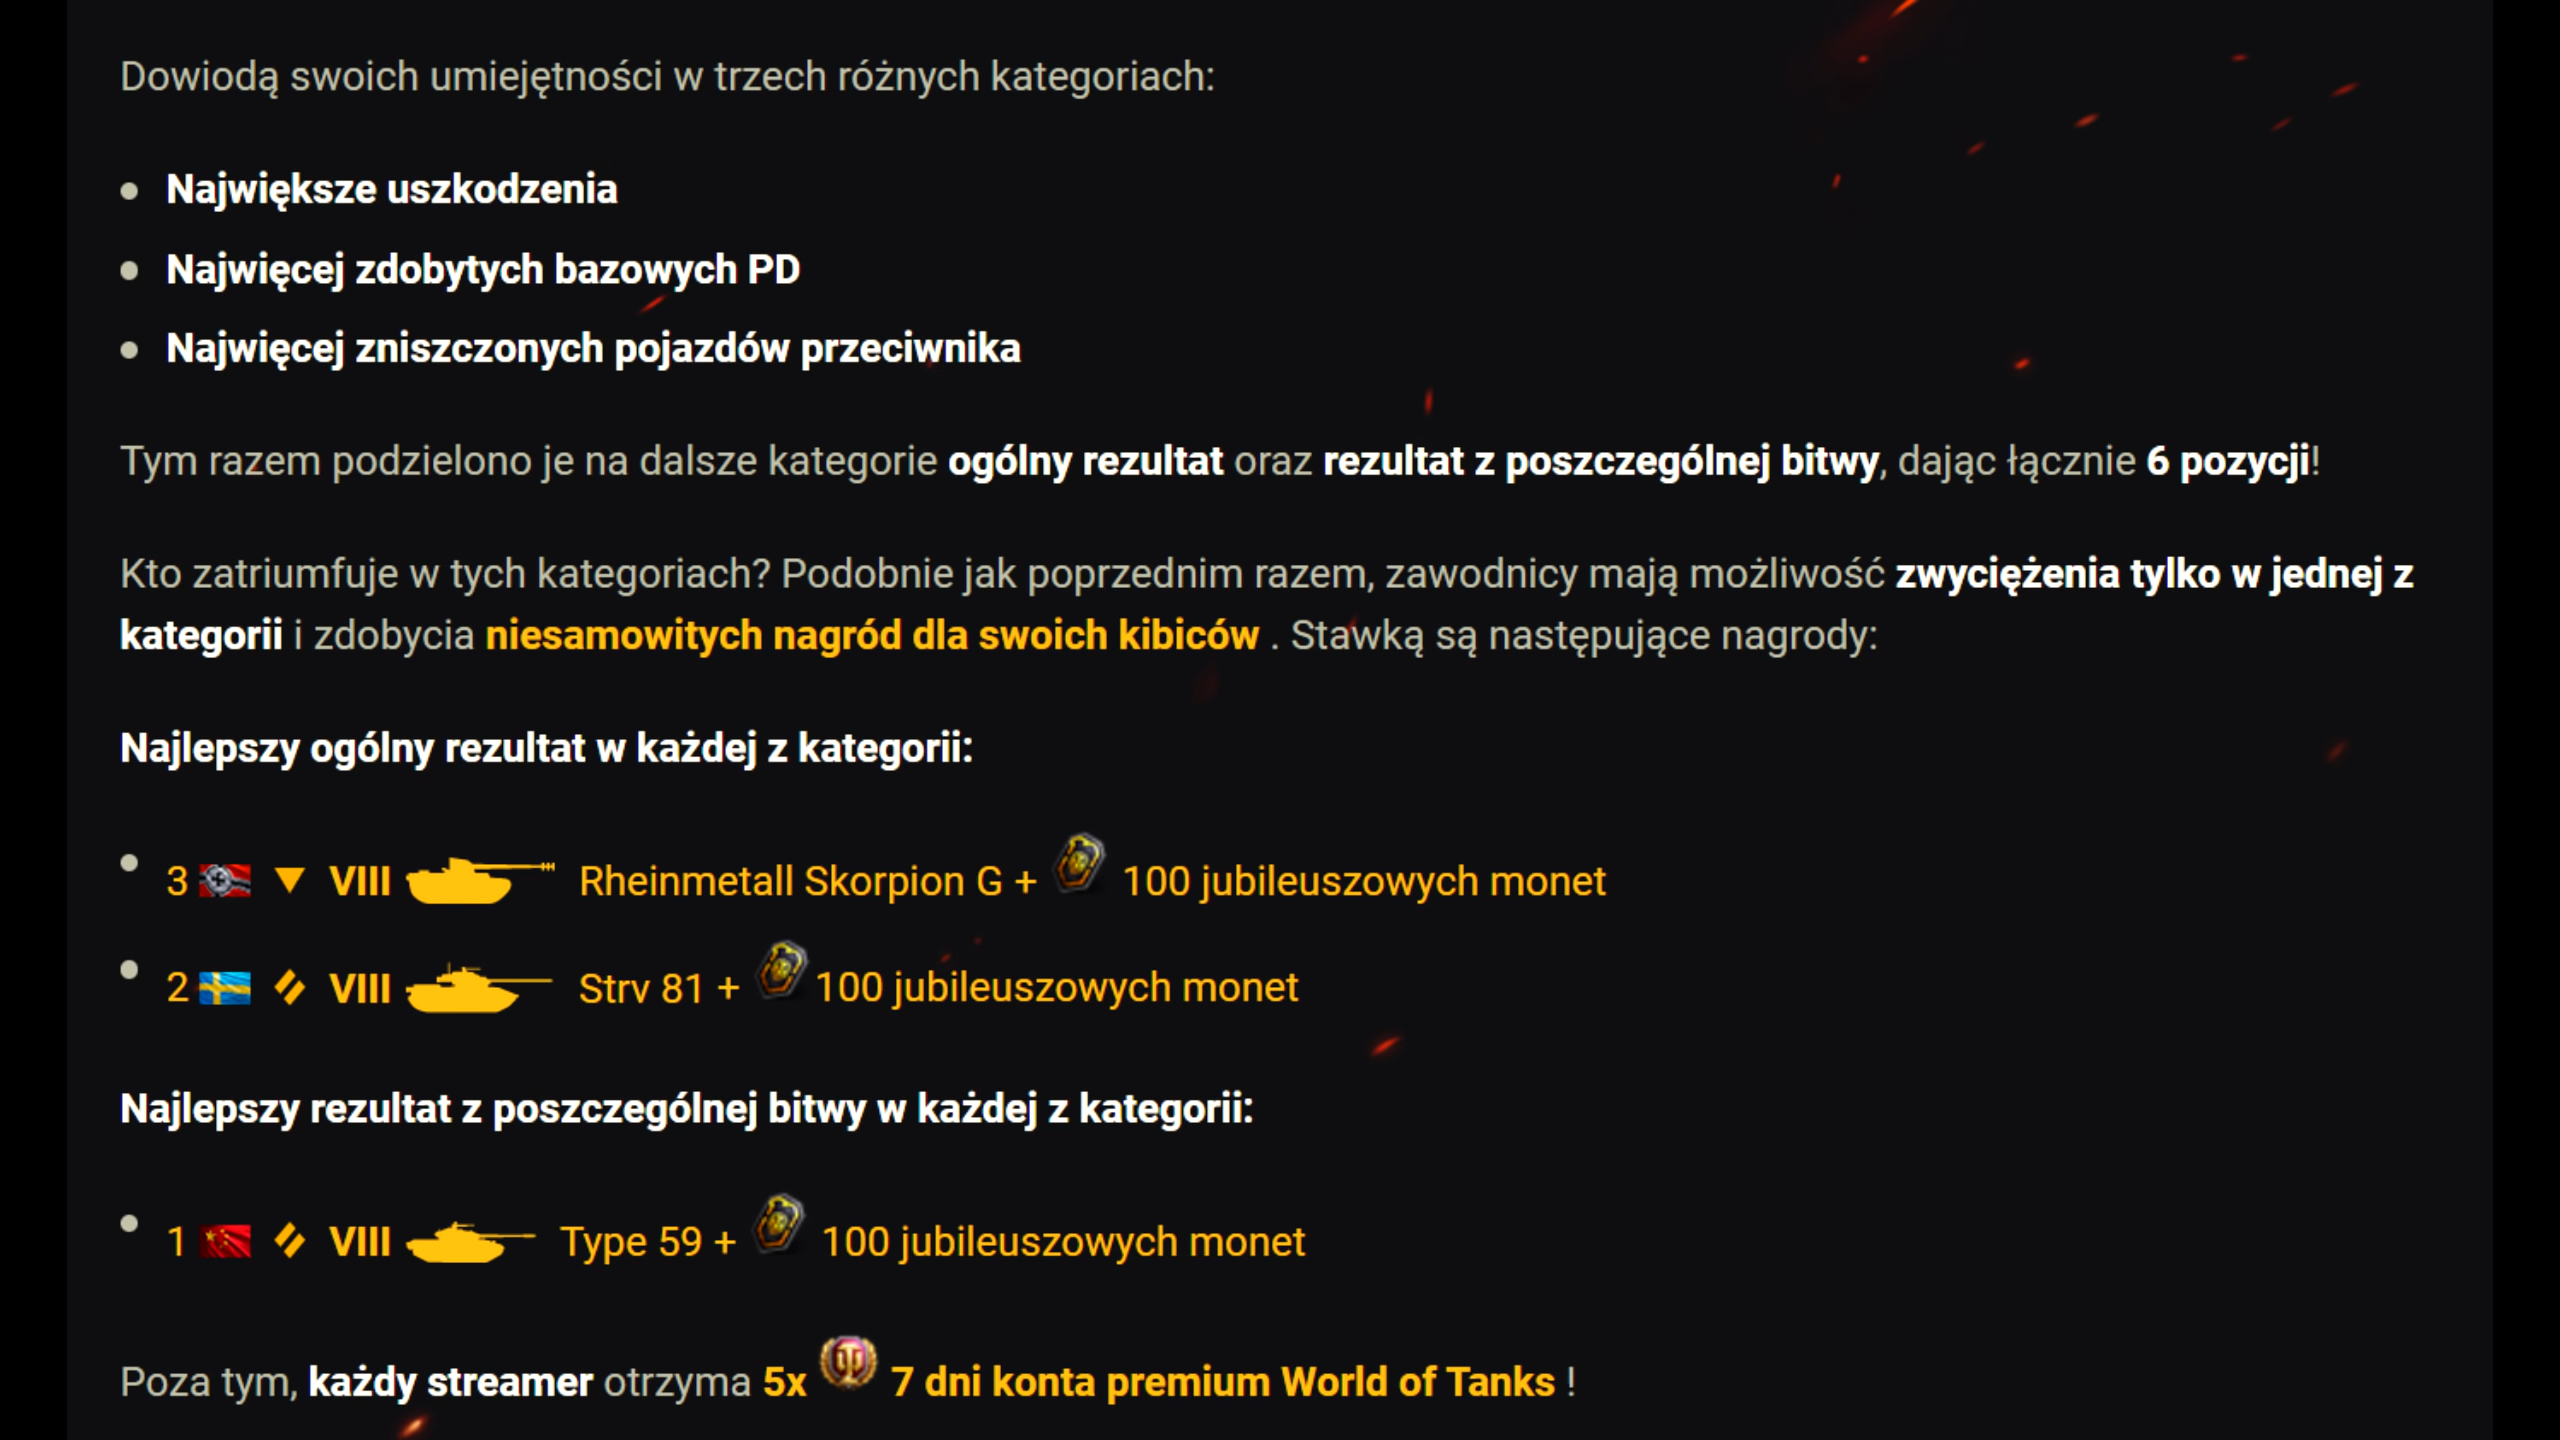 Dowiodą swoich umiejętności w trzech różnych kategoriach:
Największe uszkodzenia
Najwięcej zdobytych bazowych PD
Najwięcej zniszczonych pojazdów przeciwnika
Tym razem podzielono je na dalsze kategorie ogólny rezultat oraz rezultat z poszczególnej bitwy, dając łącznie 6 pozycji!
Kto zatriumfuje w tych kategoriach? Podobnie jak poprzednim razem, zawodnicy mają możliwość zwyciężenia tylko w jednej z
kategorii i zdobycia niesamowitych nagród dla swoich kibiców . Stawką są następujące nagrody:
Najlepszy ogólny rezultat w każdej z kategorii:
3 VIII Rheinmetall Skorpion G + 100 jubileuszowych monet
2 VIII Strv 81 + 100 jubileuszowych monet
Najlepszy rezultat z poszczególnej bitwy w każdej z kategorii:
1 VIII Type 59 + 100 jubileuszowych monet
Poza tym, każdy streamer otrzyma 5x 7 dni konta premium World of Tanks !